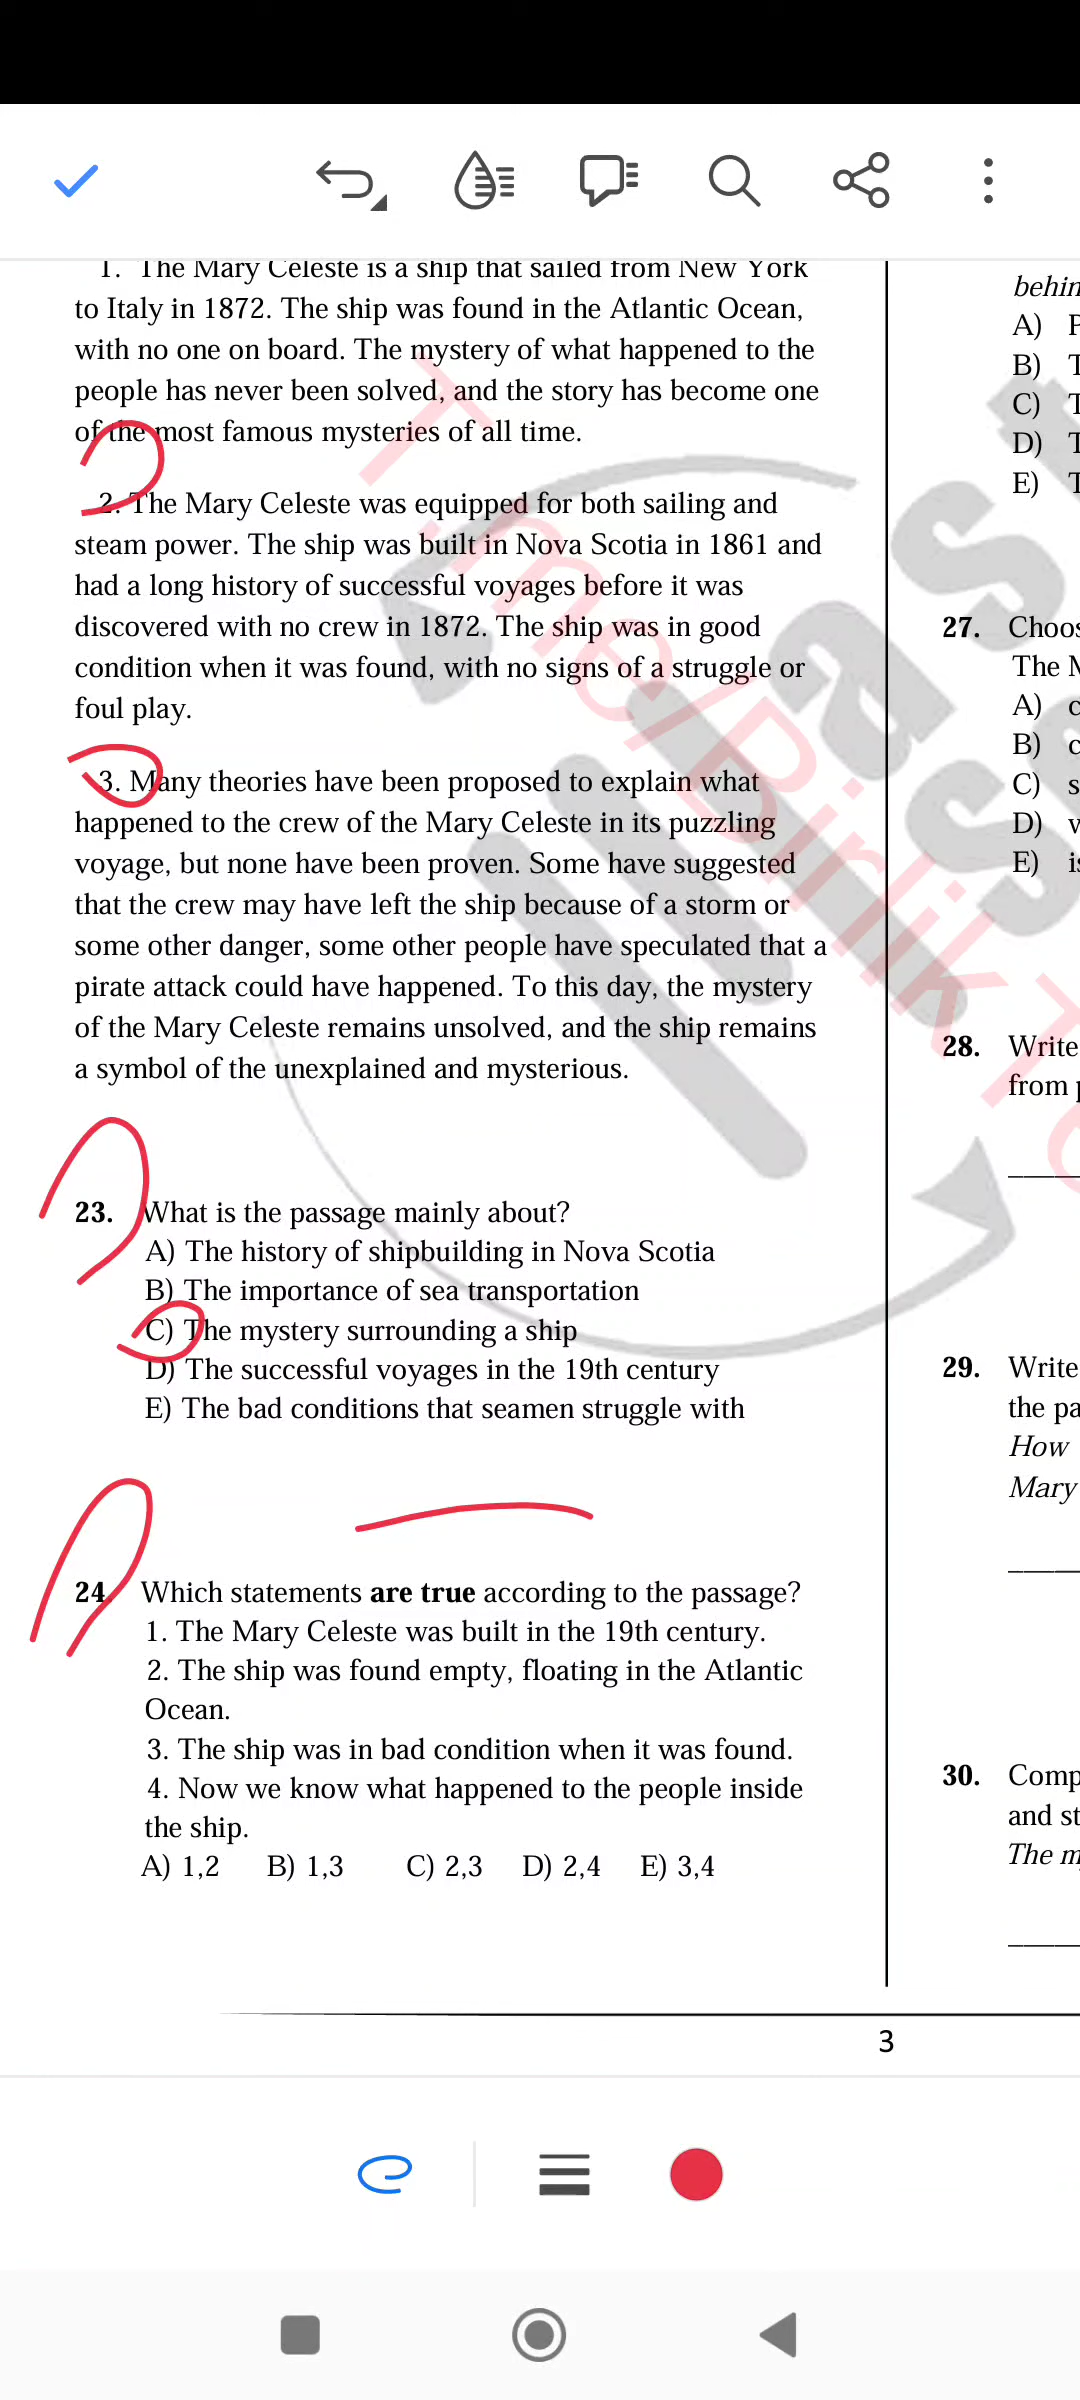 1. The Mary Celeste is a ship that sailed from New York
to Italy in 1872. The ship was found in the Atlantic Ocean,
with no one on board. The mystery of what happened to the
people has never been solved, and the story has become one
of the most famous mysteries of all time.
2. The Mary Celeste was equipped for both sailing and
steam power. The ship was built in Nova Scotia in 1861 and
had a long history of successful voyages before it was
discovered with no crew in 1872. The ship was in good
condition when it was found, with no signs of a struggle or
foul play.
3. Many theories have been proposed to explain what
happened to the crew of the Mary Celeste in its puzzling
voyage, but none have been proven. Some have suggested
that the crew may have left the ship because of a storm or
some other danger, some other people have speculated that a
pirate attack could have happened. To this day, the mystery
of the Mary Celeste remains unsolved, and the ship remains
a symbol of the unexplained and mysterious.
23. What is the passage mainly about?
A) The history of shipbuilding in Nova Scotia
B) The importance of sea transportation
C) The mystery surrounding a ship
D) The successful voyages in the 19th century
E) The bad conditions that seamen struggle with
24. Which statements are true according to the passage?
1. The Mary Celeste was built in the 19th century.
2. The ship was found empty, floating in the Atlantic
Ocean.
3. The ship was in bad condition when it was found.
4. Now we know what happened to the people inside
the ship.
A) 1,2 B) 1,3 C) 2,3 D) 2,4 E) 3,4
A)
B)
C)
D)
E)
27.
The
A)
B)
C)
D)
E)
28. Write
from
29. Write
the
How
Mary
30.
and
The
3